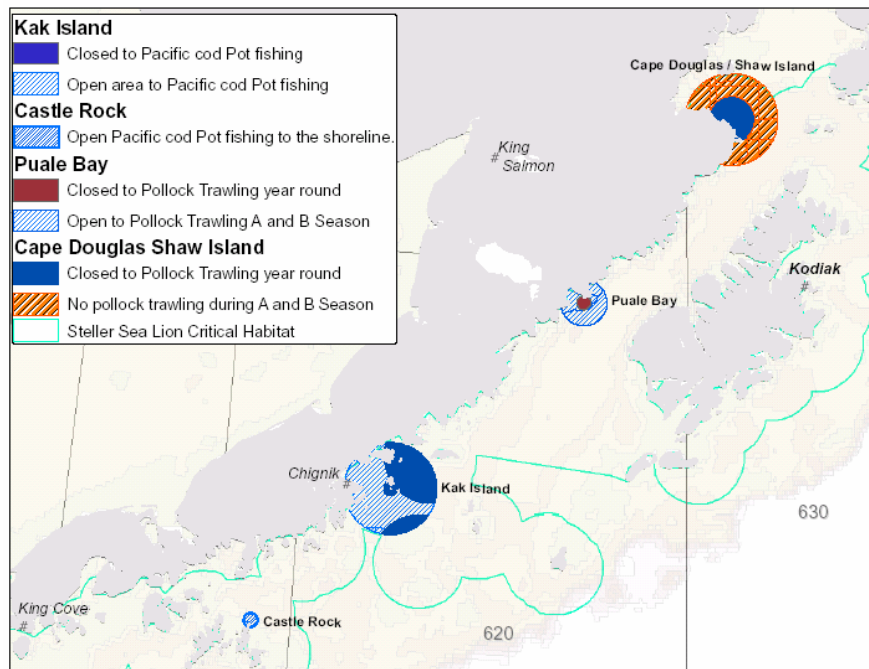 Kak Island
Closed to Pacific cod Pot fishing
Open area to Pacific cod Pot fishing
Castle Rock
Open Pacific cod Pot fishing to the shoreline.
Puale Bay
Closed to Pollock Trawling year round
Open to Pollock Trawling A and B Season
Cape Douglas Shaw Island
Closed to Pollock Trawling year round
No pollock trawling during A and B Season
Steller Sea Lion Critical Habitat
Cape Douglas / Shaw Island
King
# Salmon
Kodiak
#
Puale Bay
Chignik
#
Kak Island
630
King Cove
#
Castle Rock
620